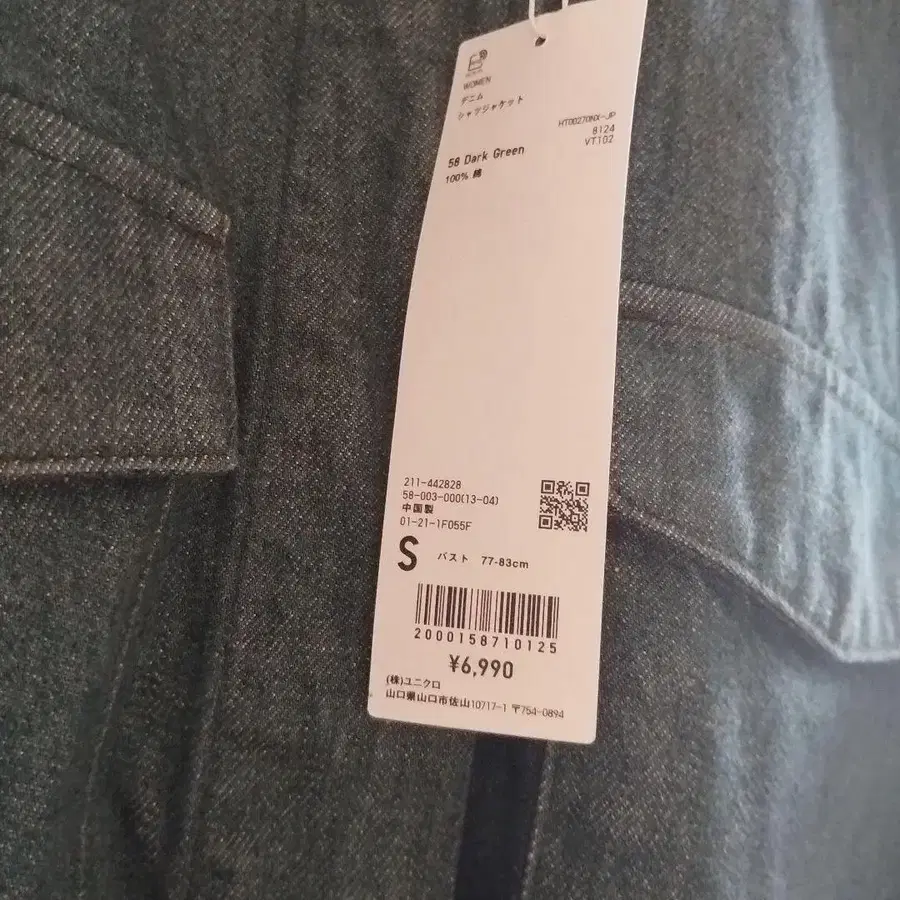 WOMEN
デニム
シャツジャケット
HT00270NX-JP
8124
VT102
58 Dark Green
100% 綿
211-442828
58-003-000(13-04)
中国製
01-21-1F055F
S バスト 77-83cm
2000158710125
¥6,990
(株)ユニクロ
山口県山口市佐山10717-1 〒754-0894